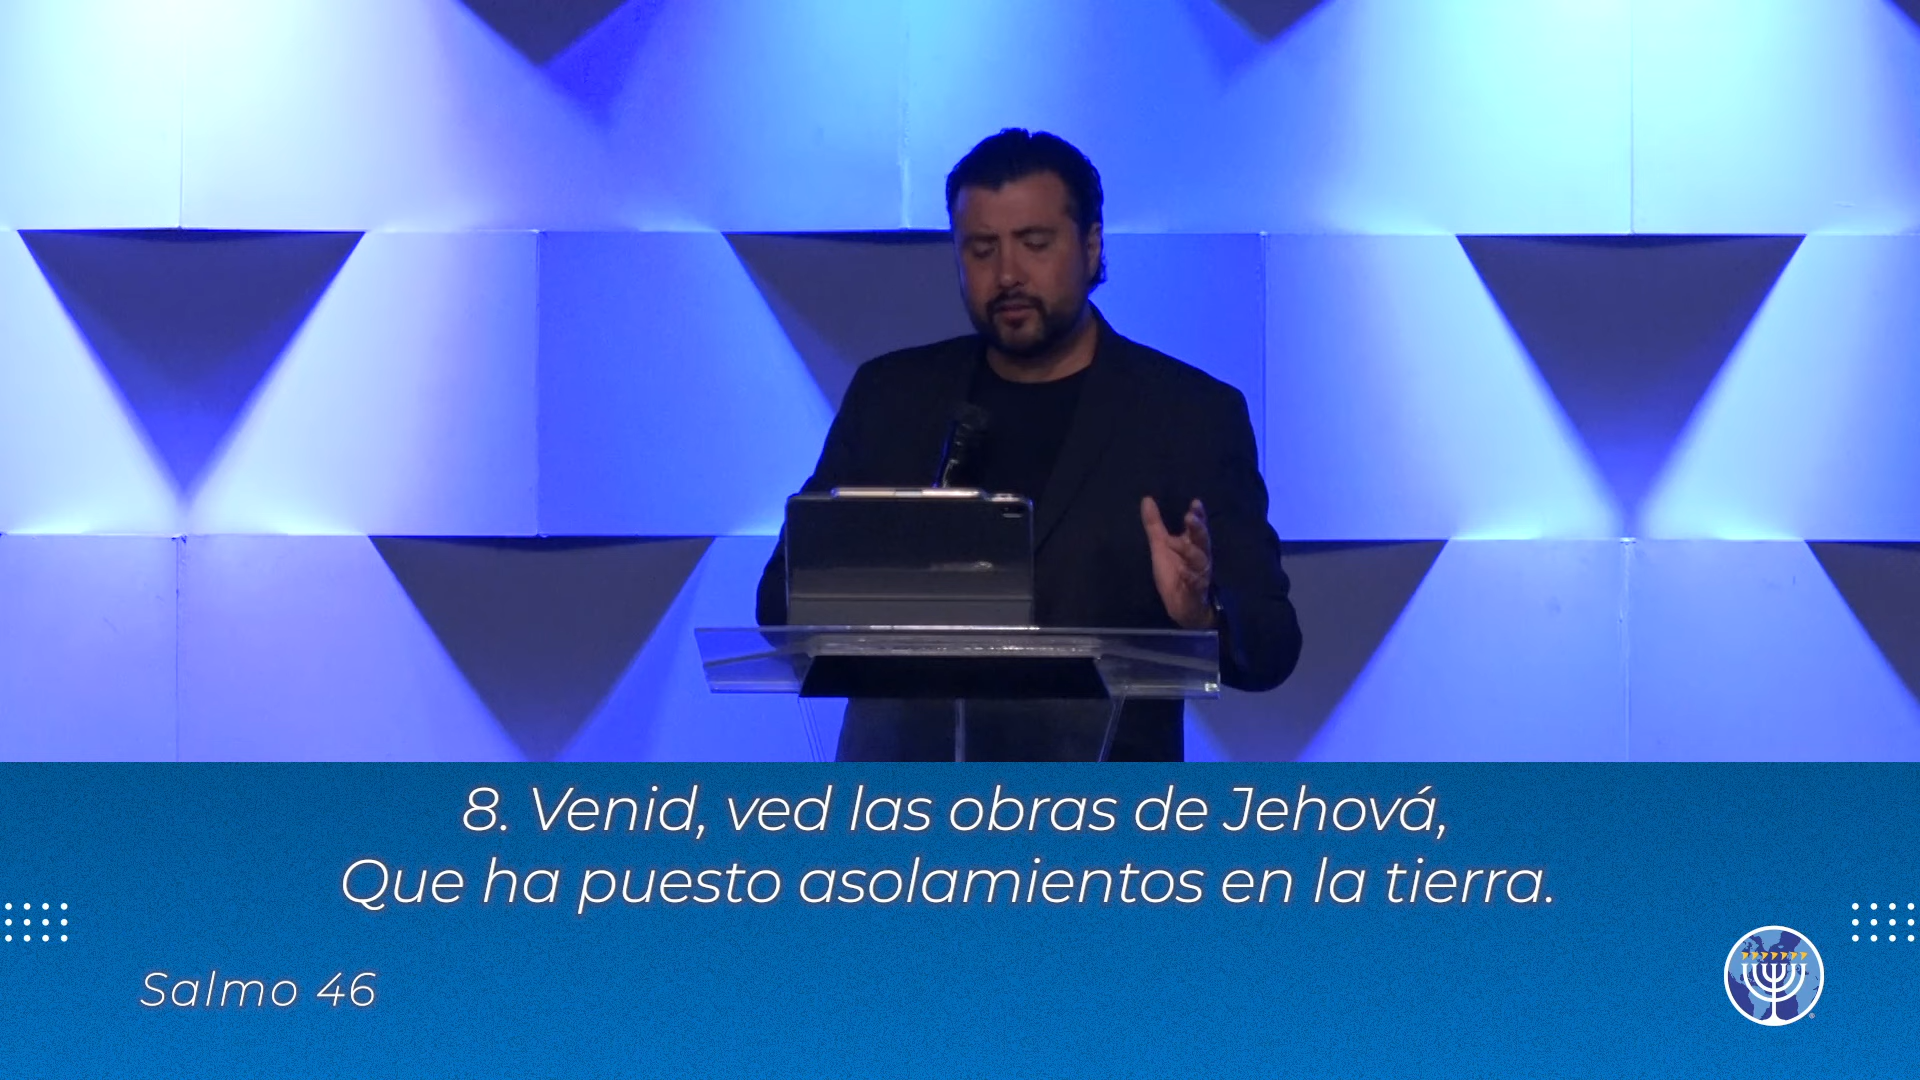 8. Venid, ved las obras de Jehová,
Que ha puesto asolamientos en la tierra.
Salmo 46